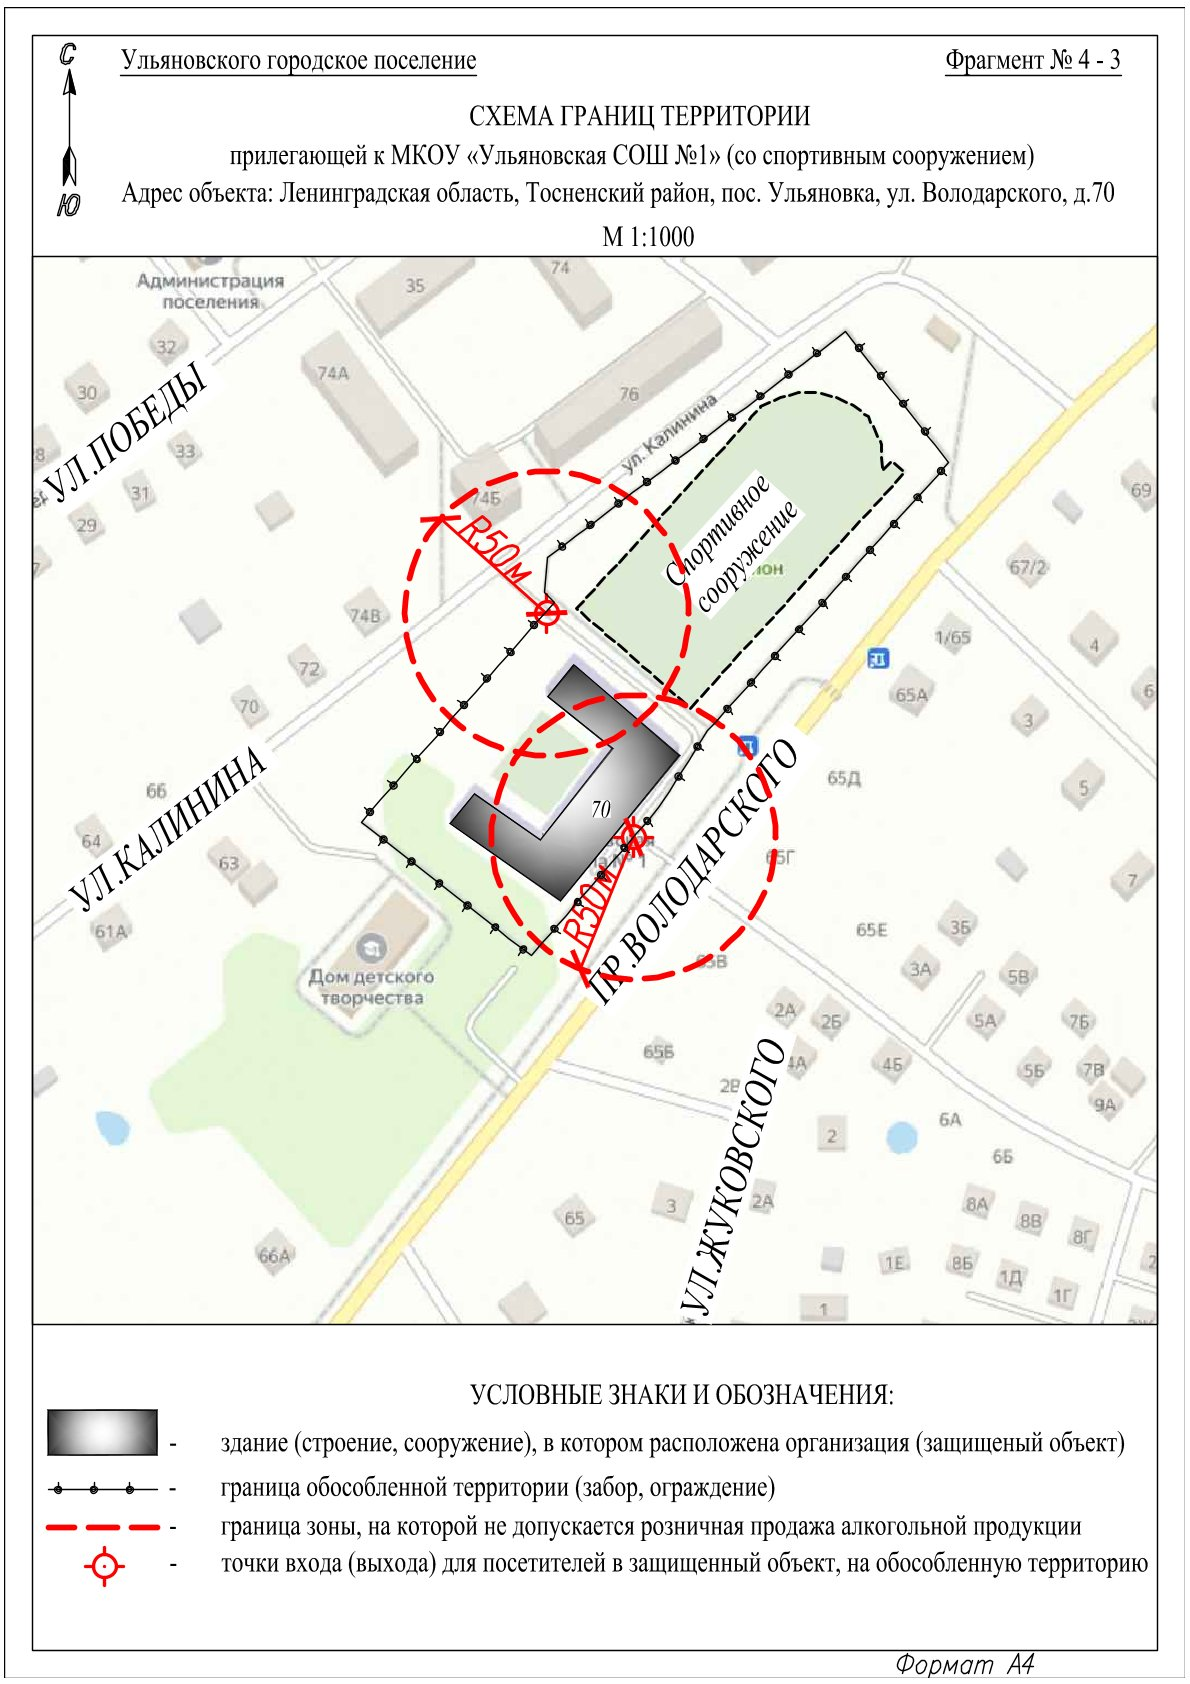 С
Ю
Ульяновского городское поселение
Фрагмент № 4 - 3
СХЕМА ГРАНИЦ ТЕРРИТОРИИ
прилегающей к МКОУ «Ульяновская СОШ №1» (со спортивным сооружением)
Адрес объекта: Ленинградская область, Тосненский район, пос. Ульяновка, ул. Володарского, д.70
М 1:1000
Администрация
поселения
35
74
32
74А
30
76
УЛ.ПОБЕДЫ
ул. Калинина
33
31
29
74Б
69
R50м
Спортивное
сооружение
67/2
74В
1/65
4
72
65А
6
70
3
УЛ.КАЛИНИНА
66
65Д
5
64
63
70
65Г
7
ПР.ВОЛОДАРСКОГО
R50м
61А
65Е
3Б
65В
3А
5В
Дом детского
творчества
2А
2Б
5А
7Б
65Б
4А
4Б
5Б
7В
9А
УЛ.ЖУКОВСКОГО
6А
2
6Б
65
3
2А
8А
8В
8Г
66А
1Е
8Б
1Д
1Г
2
1
УСЛОВНЫЕ ЗНАКИ И ОБОЗНАЧЕНИЯ:
- здание (строение, сооружение), в котором расположена организация (защищеный объект)
- граница обособленной территории (забор, ограждение)
- граница зоны, на которой не допускается розничная продажа алкогольной продукции
- точки входа (выхода) для посетителей в защищенный объект, на обособленную территорию
Формат А4